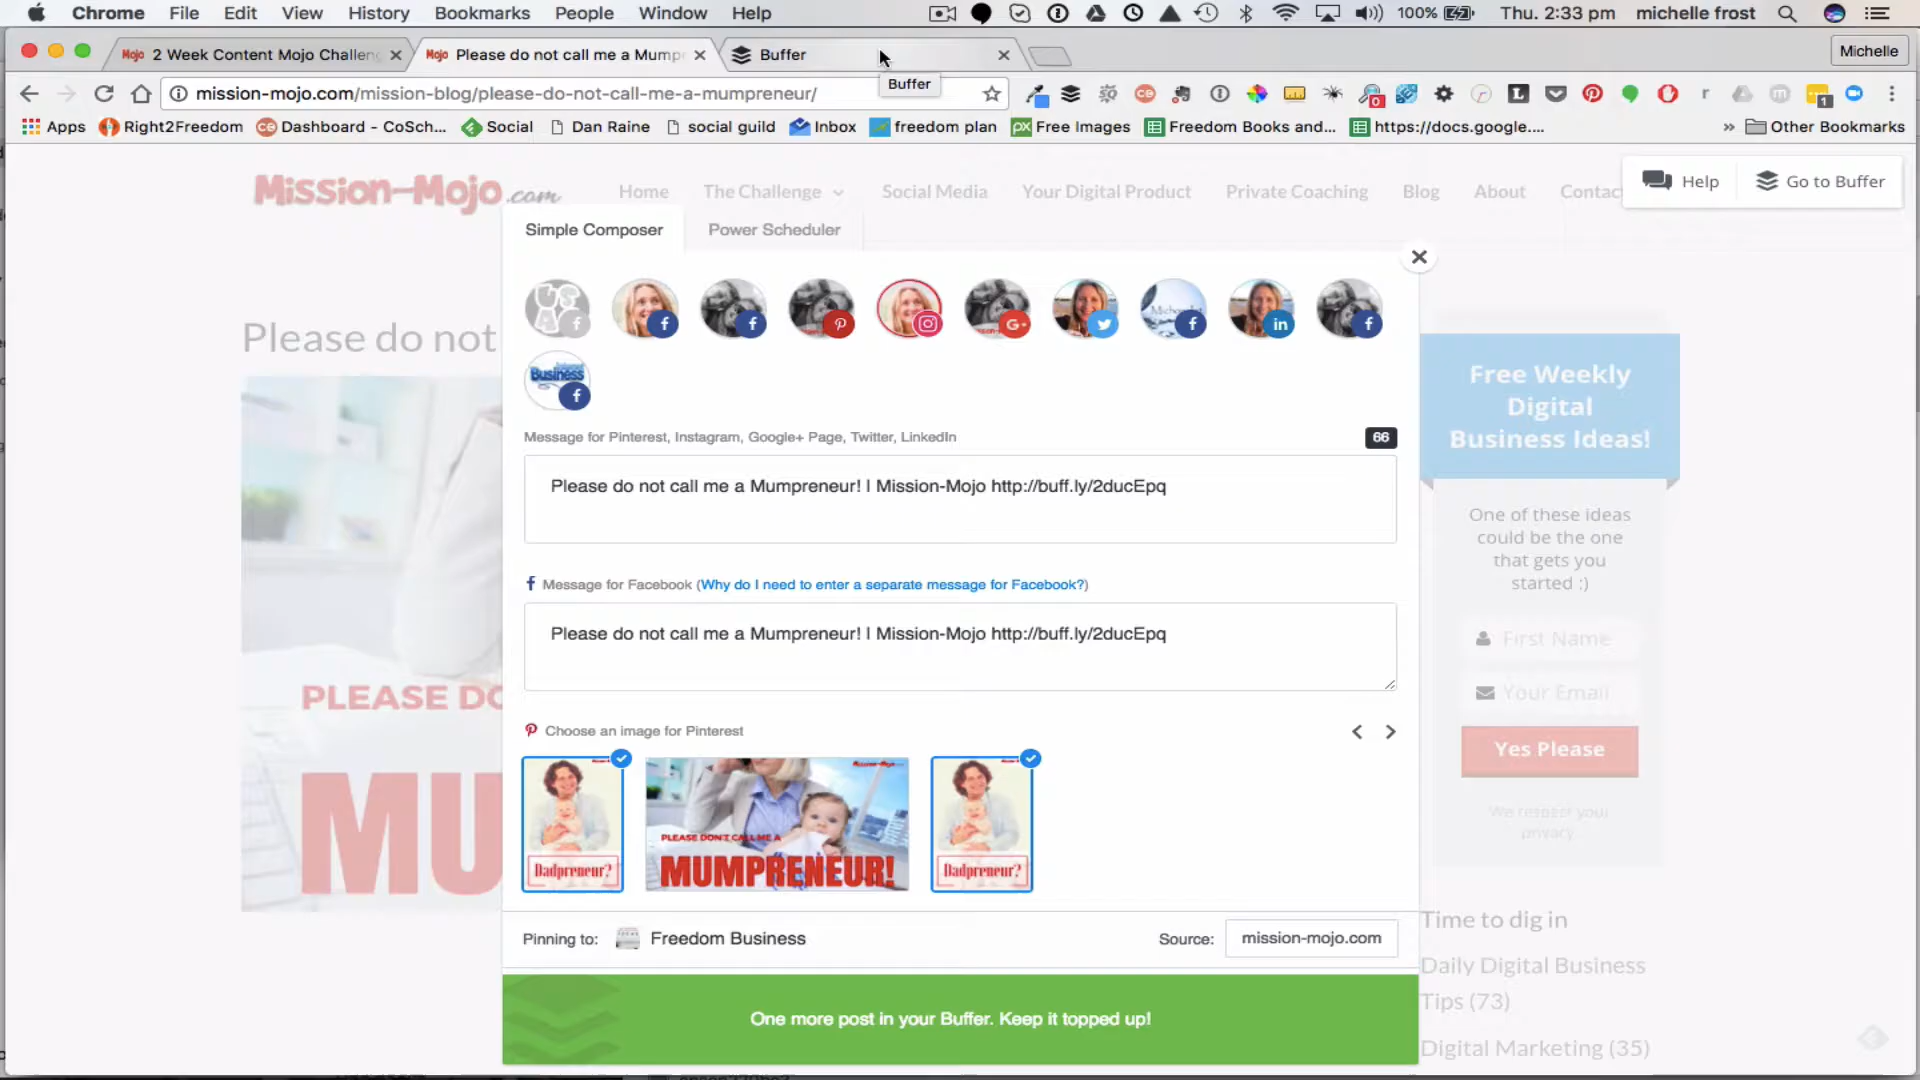 Chrome File Edit View History Bookmarks People Window Help 100% Thu. 2:33 pm michelle frost
Mojo 2 Week Content Mojo Challen Mojo Please do not call me a Mump Buffer Michelle
mission-mojo.com/mission-blog/please-do-not-call-me-a-mumpreneur/ Buffer
Apps Right2Freedom Dashboard - CoSch... Social Dan Raine social guild Inbox freedom plan Free Images Freedom Books and... https://docs.google.... » Other Bookmarks
Mission-Mojo.com Home The Challenge Social Media Your Digital Product Private Coaching Blog About Contac Help Go to Buffer
Simple Composer Power Scheduler
Please do not
Business
Message for Pinterest, Instagram, Google+ Page, Twitter, LinkedIn 66
Please do not call me a Mumpreneur! | Mission-Mojo http://buff.ly/2ducEpq
Message for Facebook (Why do I need to enter a separate message for Facebook?)
Please do not call me a Mumpreneur! | Mission-Mojo http://buff.ly/2ducEpq
PLEASE DO
MU
Choose an image for Pinterest
Dadpreneur?
Mission-Mojo
PLEASE DON'T CALL ME A
MUMPRENEUR!
Dadpreneur?
Pinning to: Freedom Business Source: mission-mojo.com
One more post in your Buffer. Keep it topped up!
Free Weekly
Digital
Business Ideas!
One of these ideas
could be the one
that gets you
started :)
First Name
Your Email
Yes Please
We respect your
privacy
Time to dig in
Daily Digital Business
Tips (73)
Digital Marketing (35)